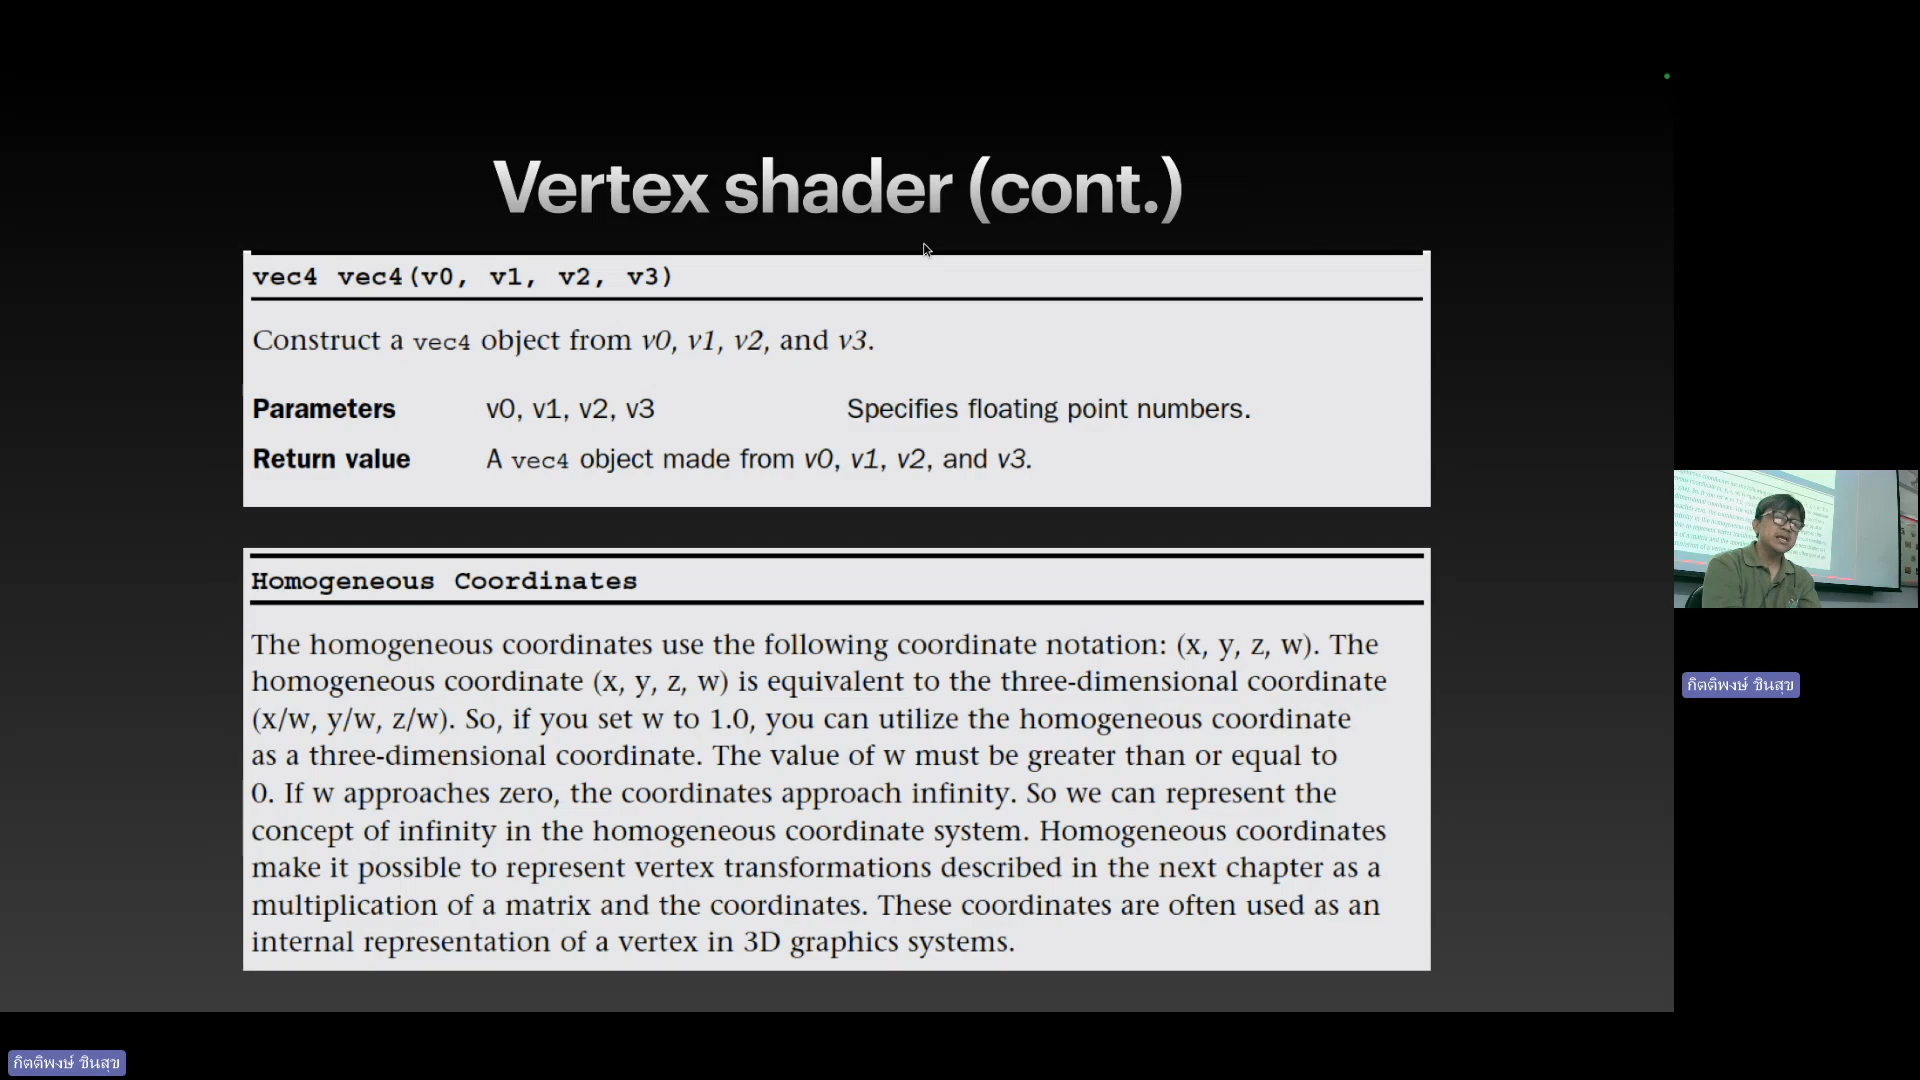 Vertex shader (cont.)
vec4 vec4(v0, v1, v2, v3)
Construct a vec4 object from v0, v1, v2, and v3.
Parameters v0, v1, v2, v3 Specifies floating point numbers.
Return value A vec4 object made from v0, v1, v2, and v3.
Homogeneous Coordinates
The homogeneous coordinates use the following coordinate notation: (x, y, z, w). The
homogeneous coordinate (x, y, z, w) is equivalent to the three-dimensional coordinate
(x/w, y/w, z/w). So, if you set w to 1.0, you can utilize the homogeneous coordinate
as a three-dimensional coordinate. The value of w must be greater than or equal to
0. If w approaches zero, the coordinates approach infinity. So we can represent the
concept of infinity in the homogeneous coordinate system. Homogeneous coordinates
make it possible to represent vertex transformations described in the next chapter as a
multiplication of a matrix and the coordinates. These coordinates are often used as an
internal representation of a vertex in 3D graphics systems.
กิตติพงษ์ ชินสุข
กิตติพงษ์ ชินสุข